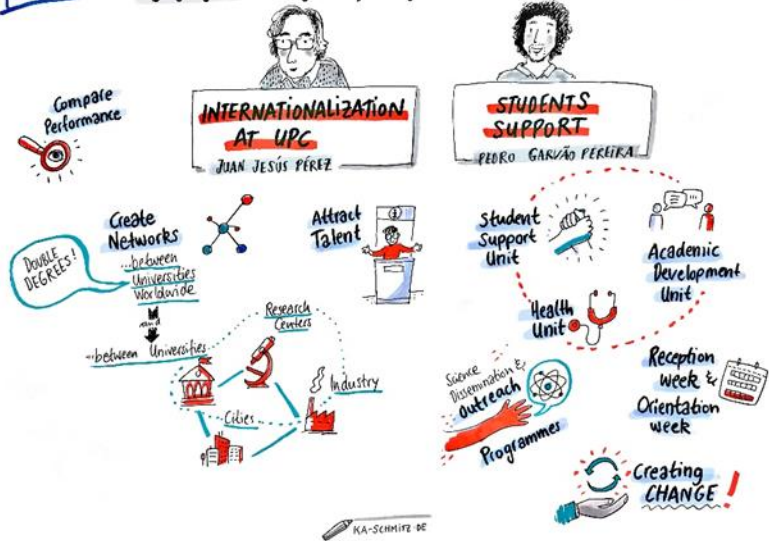 INTERNATIONALIZATION
AT UPC
JUAN JESÚS PÉREZ
Compare
Performance
Create
Networks
...between
Universities
Worldwide
DOUBLE
DEGREES!
and
...between Universities
Attract
Talent
Research
Centers
Industry
Cities
STUDENTS
SUPPORT
PEDRO GARVÃO PEREIRA
Student
Support
Unit
Academic
Development
Unit
Health
Unit
Science
Dissemination &
Outreach
Programmes
Reception
week &
Orientation
week
Creating
CHANGE!
KA-SCHMITZ·DE